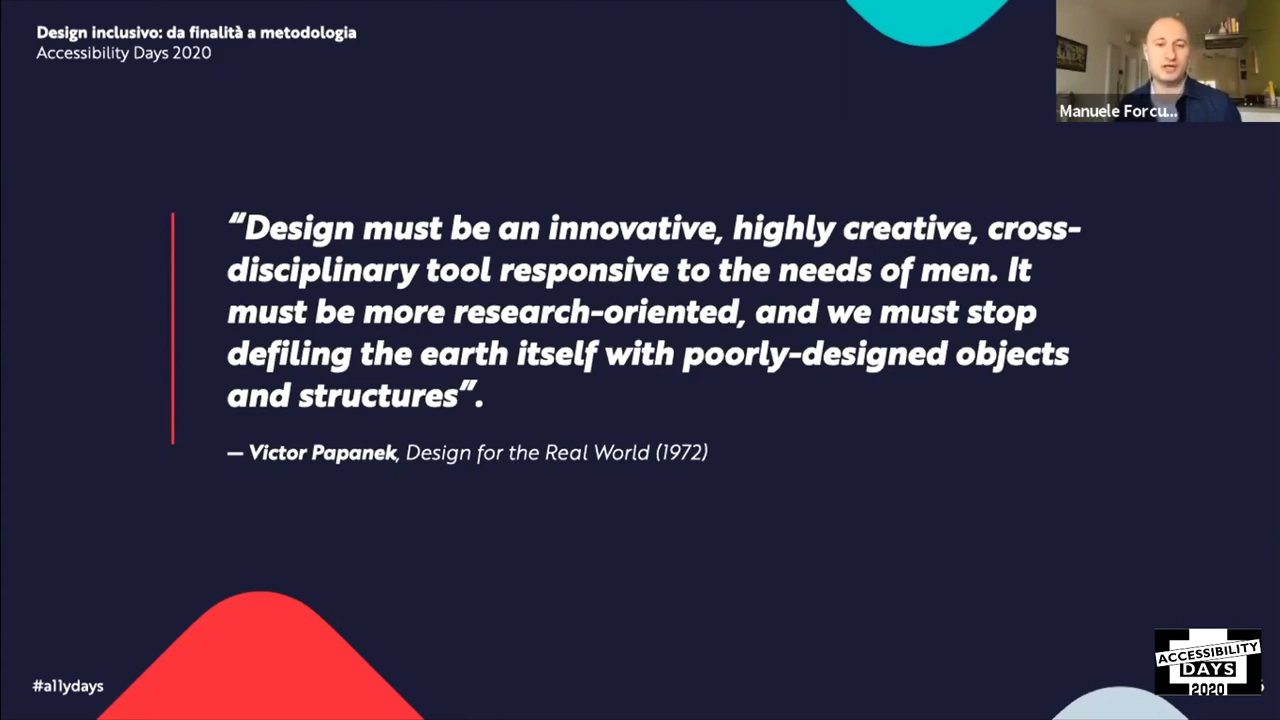 Design inclusivo: da finalità a metodologia
Accessibility Days 2020
Manuele Forcu...
“Design must be an innovative, highly creative, cross-
disciplinary tool responsive to the needs of men. It
must be more research-oriented, and we must stop
defiling the earth itself with poorly-designed objects
and structures”.
— Victor Papanek, Design for the Real World (1972)
#a11ydays
ACCESSIBILITY
DAYS
2020